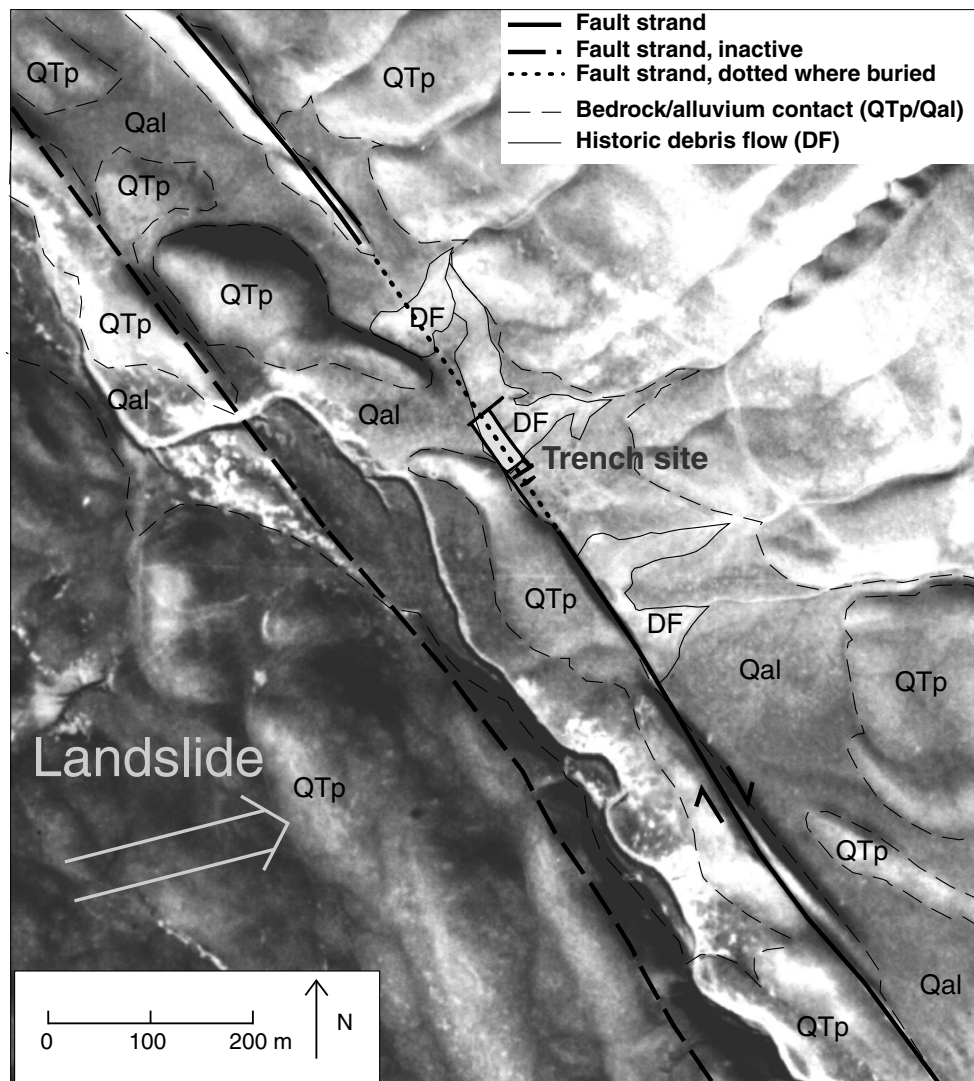 Fault strand
Fault strand, inactive
Fault strand, dotted where buried
Bedrock/alluvium contact (QTp/Qal)
Historic debris flow (DF)
QTp
QTp
Qal
QTp
QTp
QTp
DF
Qal
Qal
DF
Trench site
QTp
DF
Qal
QTp
Landslide
QTp
QTp
Qal
QTp
N
0 100 200 m